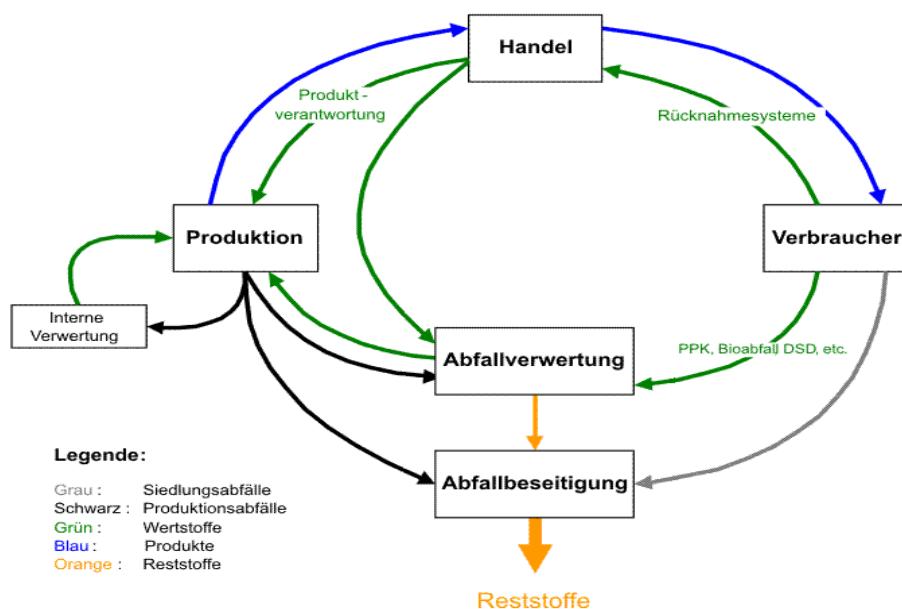 Handel
Produkt -
verantwortung
Rücknahmesysteme
Produktion
Verbraucher
Interne
Verwertung
Abfallverwertung
PPK, Bioabfall, DSD, etc.
Abfallbeseitigung
Legende:
Grau : Siedlungsabfälle
Schwarz : Produktionsabfälle
Grün : Wertstoffe
Blau : Produkte
Orange : Reststoffe
Reststoffe